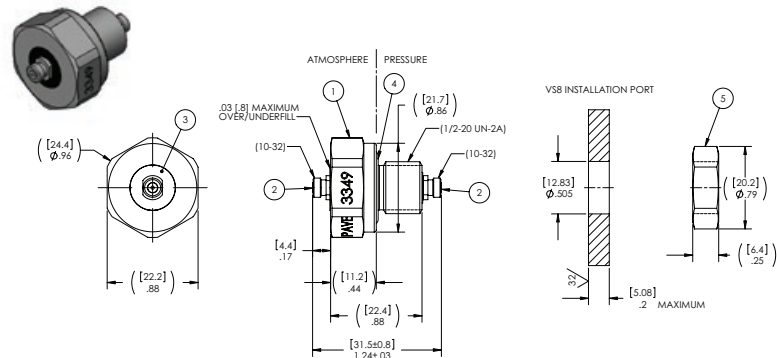 3349
ATMOSPHERE
PRESSURE
1
4
[21.7]
Ø.86
.03 [.8] MAXIMUM
OVER/UNDERFILL
(1/2-20 UN-2A)
(10-32)
(10-32)
2
2
PAVE 3349
[4.4]
.17
[11.2]
.44
[22.4]
.88
[31.5±0.8]
1.24±.03
[24.4]
Ø.96
3
[22.2]
.88
VS8 INSTALLATION PORT
[12.83]
Ø.505
32
[5.08]
.2 MAXIMUM
5
[20.2]
Ø.79
[6.4]
.25